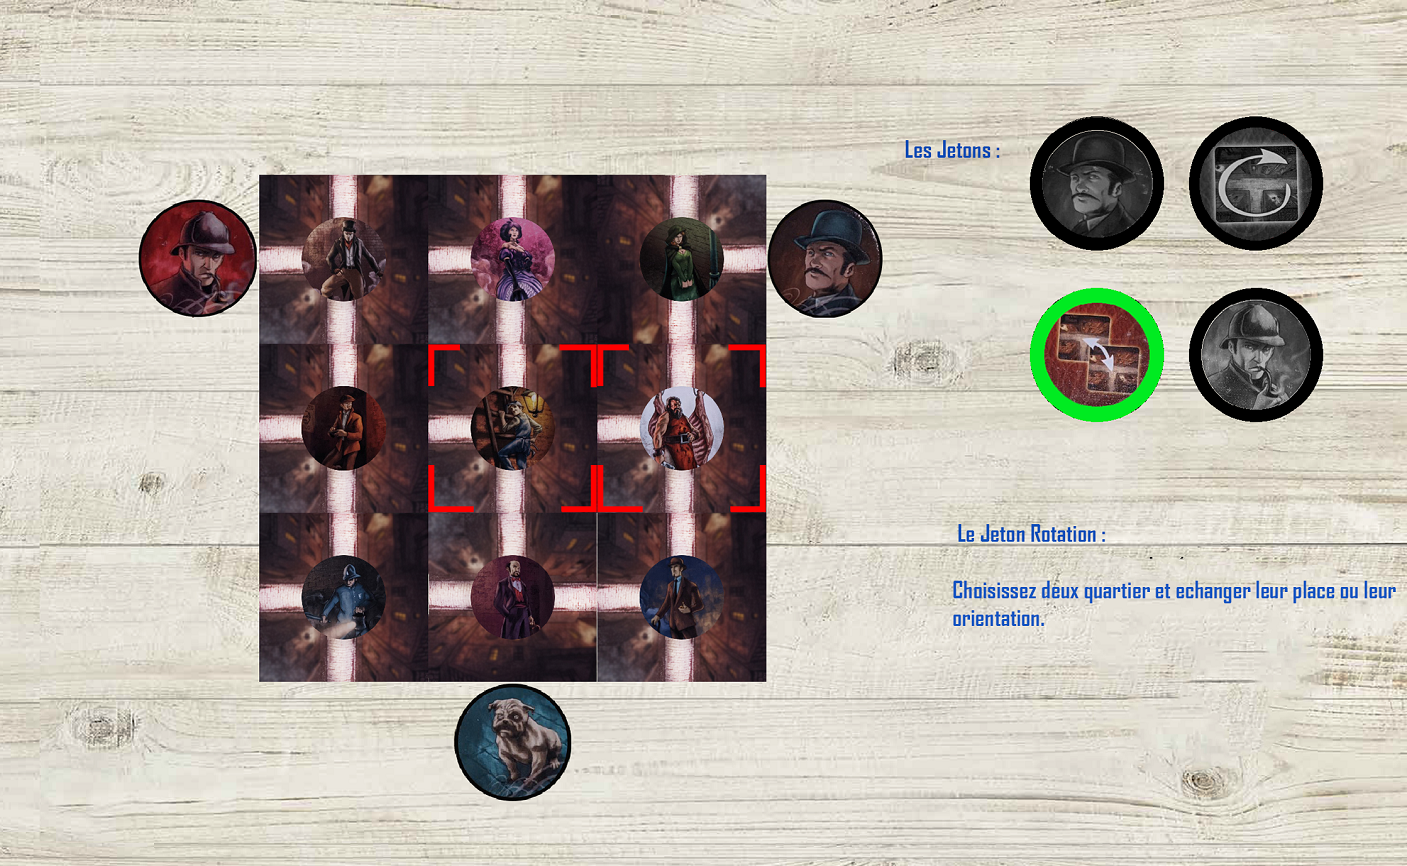 Les Jetons :
Le Jeton Rotation :
Choisissez deux quartier et echanger leur place ou leur
orientation.